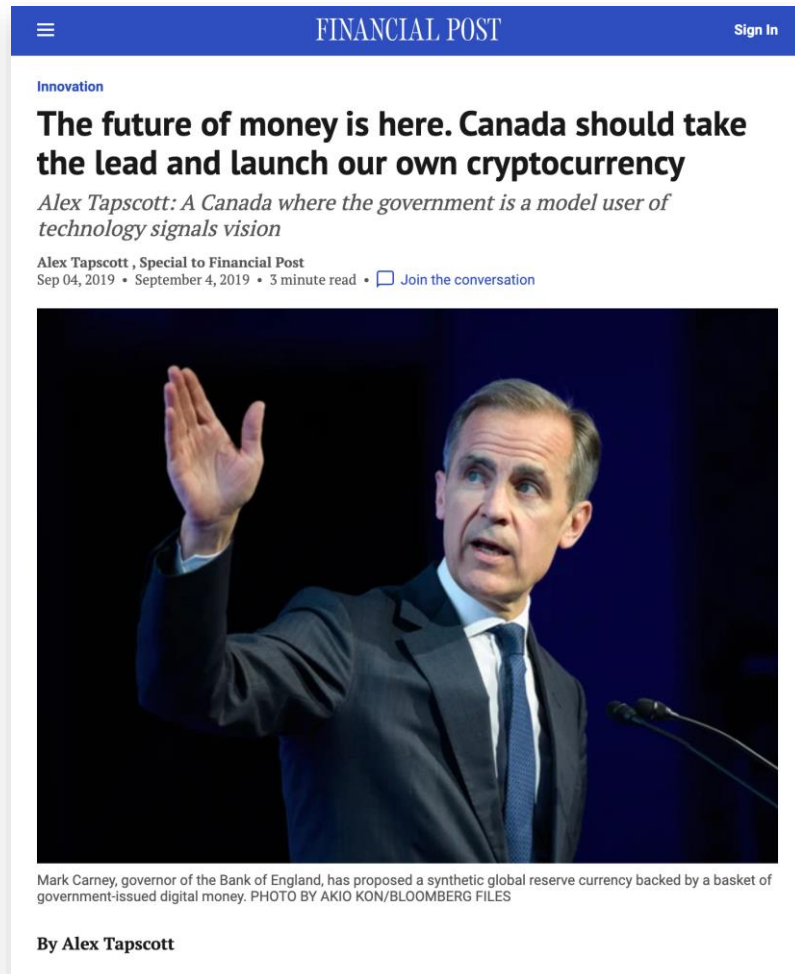 FINANCIAL POST
Sign In
Innovation
The future of money is here. Canada should take
the lead and launch our own cryptocurrency
Alex Tapscott: A Canada where the government is a model user of
technology signals vision
Alex Tapscott , Special to Financial Post
Sep 04, 2019 • September 4, 2019 • 3 minute read • Join the conversation
Mark Carney, governor of the Bank of England, has proposed a synthetic global reserve currency backed by a basket of
government-issued digital money. PHOTO BY AKIO KON/BLOOMBERG FILES
By Alex Tapscott